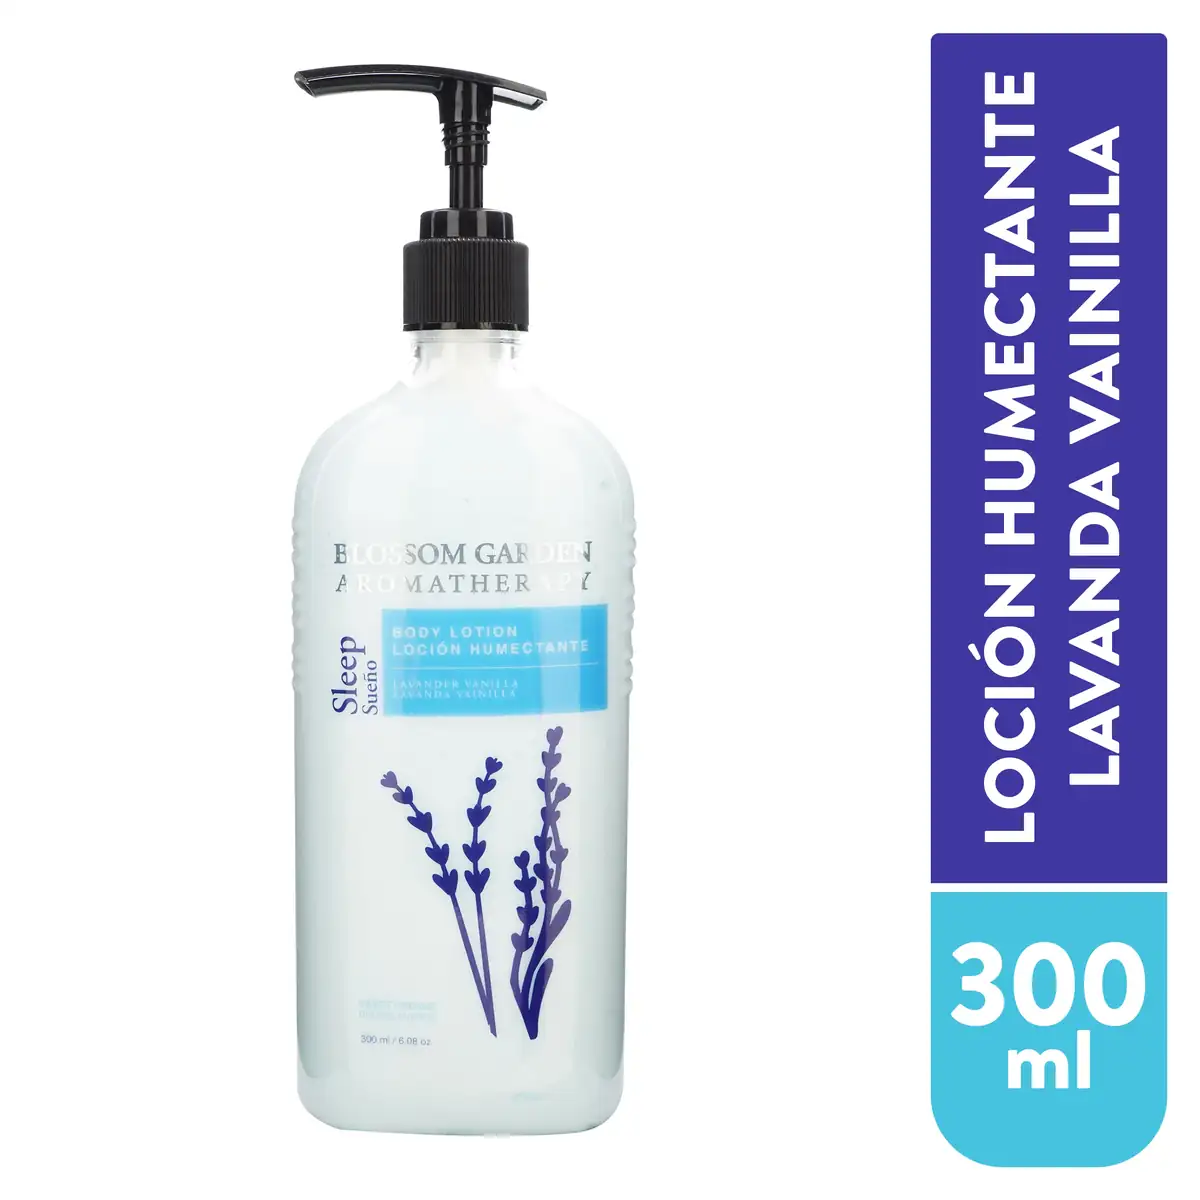 BLOSSOM GARDEN
AROMATHERAPY
Sleep
Sueño
BODY LOTION
LOCIÓN HUMECTANTE
LAVANDER VANILLA
LAVANDA VAINILLA
300 ml / 6.08 oz
LOCIÓN HUMECTANTE
LAVANDA VAINILLA
300
ml